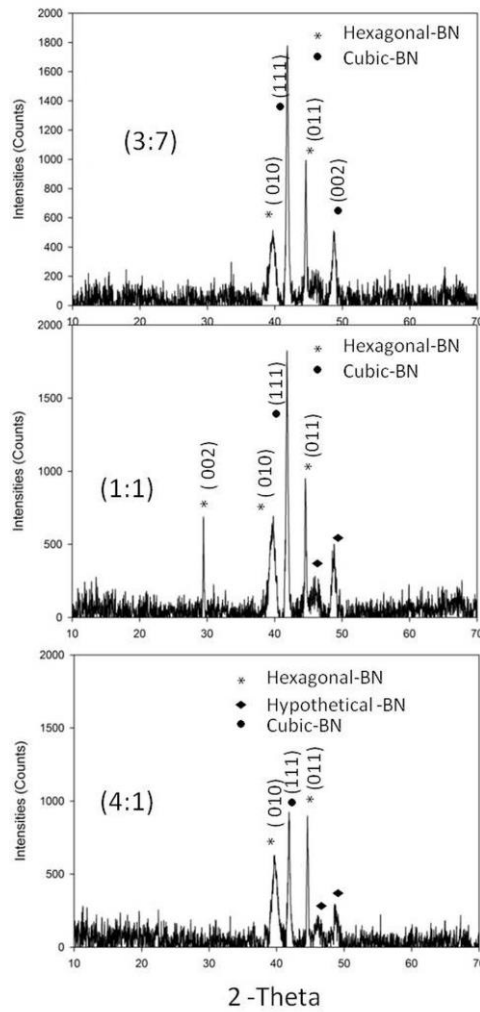 2000
1800
1600
1400
1200
1000
800
600
400
200
0
Intensities (Counts)
(3:7)
* Hexagonal-BN
● Cubic-BN
* (010)
● (111)
* (011)
● (002)
10 20 30 40 50 60 70
2000
1500
1000
500
0
Intensities (Counts)
(1:1)
* Hexagonal-BN
● Cubic-BN
* (002)
* (010)
● (111)
* (011)
◆
◆
10 20 30 40 50 60 70
2000
1500
1000
500
0
Intensities (Counts)
(4:1)
* Hexagonal-BN
◆ Hypothetical -BN
● Cubic-BN
* (010)
● (111)
* (011)
◆
◆
10 20 30 40 50 60 70
2 -Theta